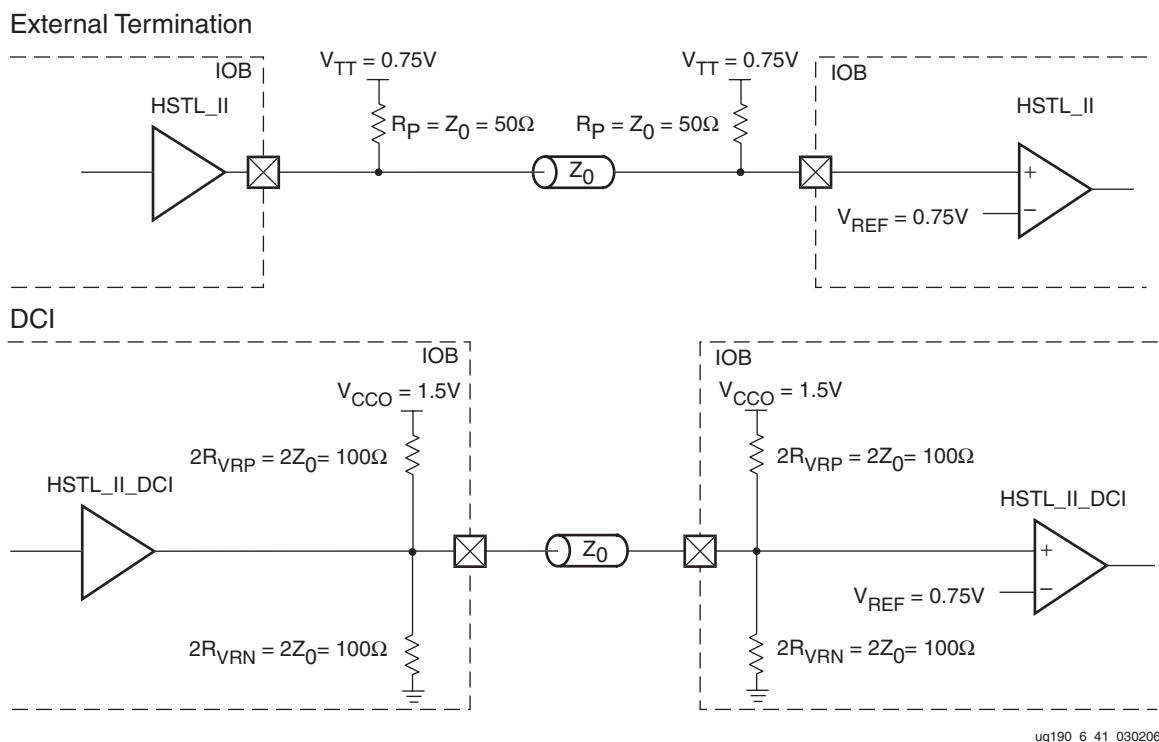 External Termination
IOB
HSTL_II
V_TT = 0.75V
R_P = Z_0 = 50Ω
Z_0
V_TT = 0.75V
R_P = Z_0 = 50Ω
IOB
HSTL_II
+
−
V_REF = 0.75V
DCI
IOB
V_CCO = 1.5V
2R_VRP = 2Z_0= 100Ω
HSTL_II_DCI
2R_VRN = 2Z_0= 100Ω
Z_0
IOB
V_CCO = 1.5V
2R_VRP = 2Z_0= 100Ω
HSTL_II_DCI
+
−
V_REF = 0.75V
2R_VRN = 2Z_0= 100Ω
ug190_6_41_030206